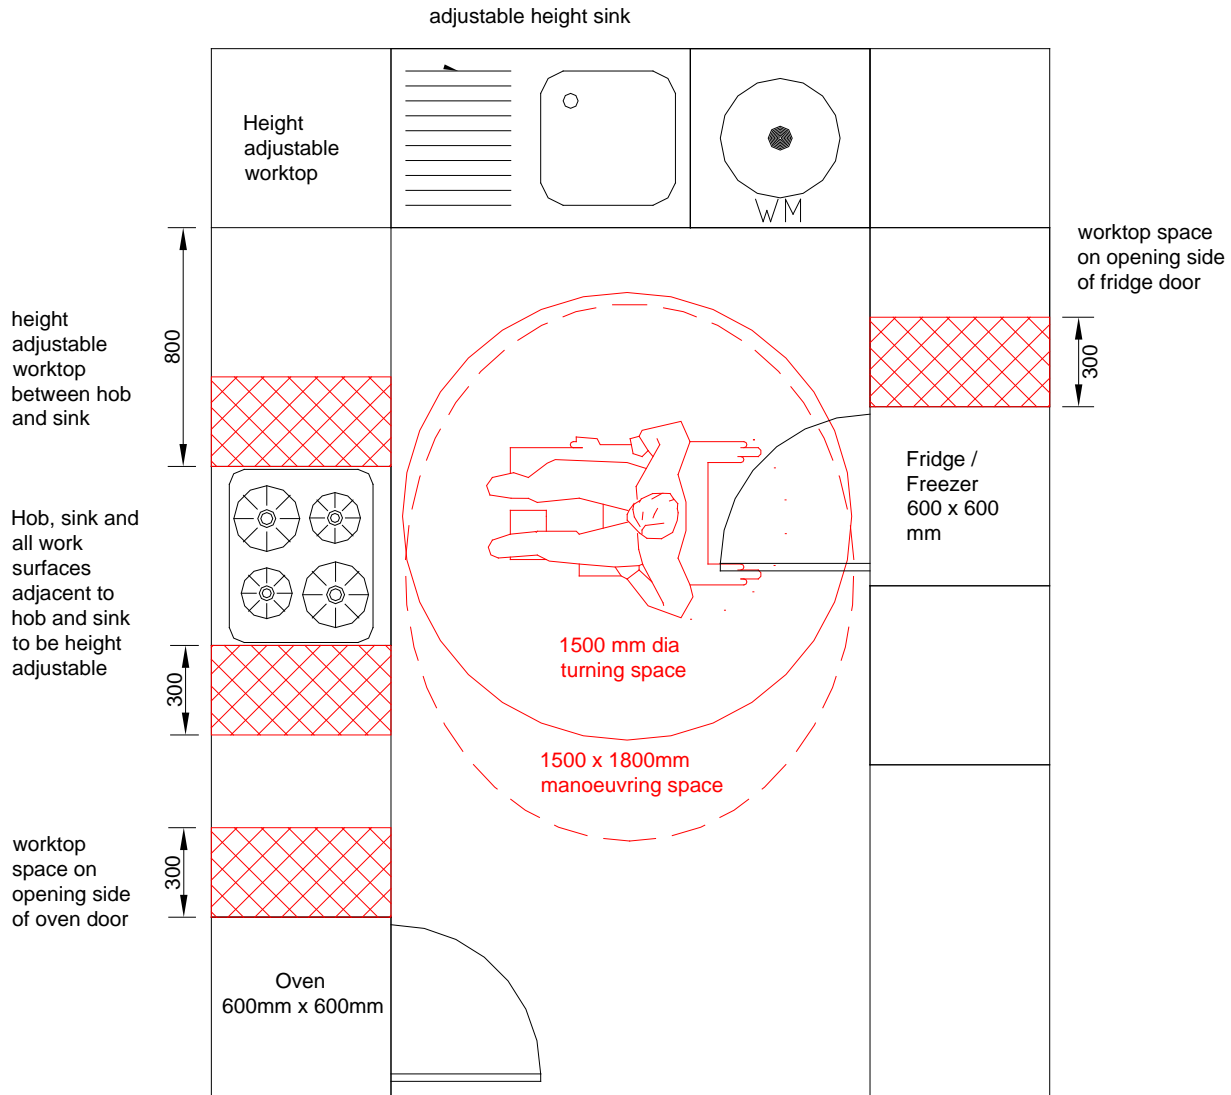 adjustable height sink
Height
adjustable
worktop
WM
worktop space
on opening side
of fridge door
height
adjustable
worktop
between hob
and sink
800
300
Fridge /
Freezer
600 x 600
mm
Hob, sink and
all work
surfaces
adjacent to
hob and sink
to be height
adjustable
1500 mm dia
turning space
300
1500 x 1800mm
manoeuvring space
worktop
space on
opening side
of oven door
300
Oven
600mm x 600mm